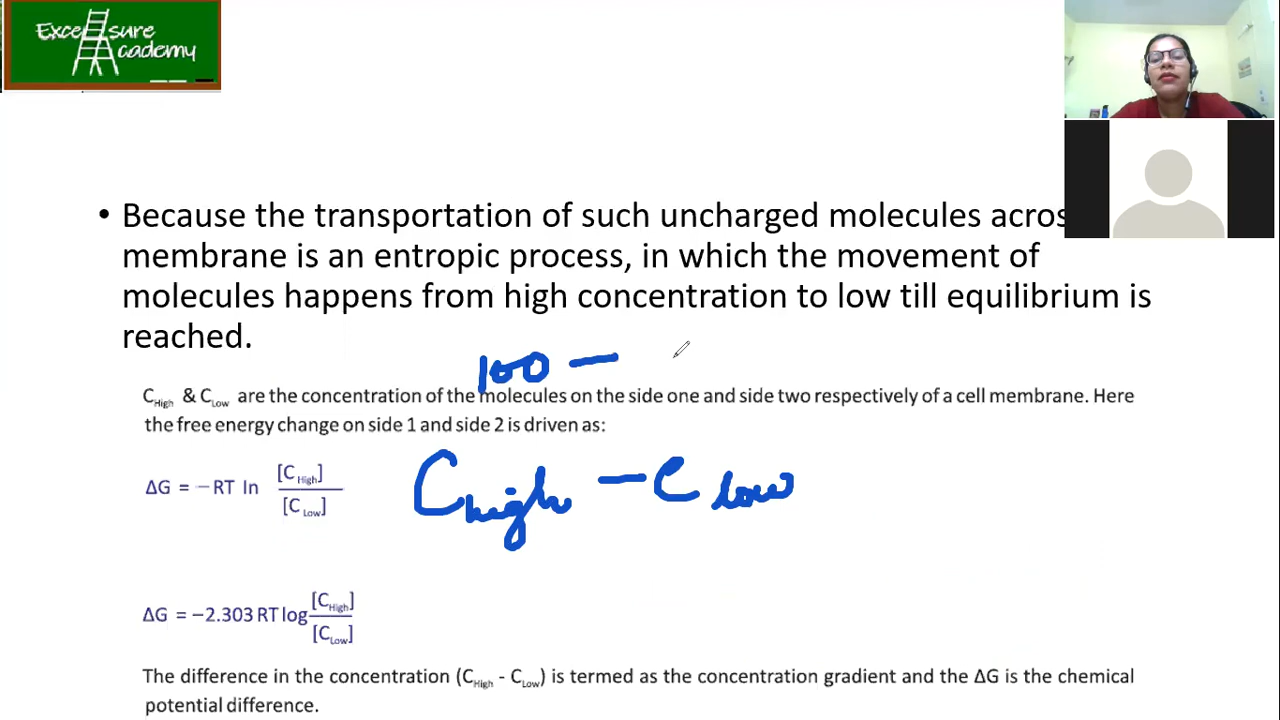 Excelsure
Academy
• Because the transportation of such uncharged molecules acros
membrane is an entropic process, in which the movement of
molecules happens from high concentration to low till equilibrium is
reached.
100 –
C_High & C_Low are the concentration of the molecules on the side one and side two respectively of a cell membrane. Here
the free energy change on side 1 and side 2 is driven as:
ΔG = −RT ln [C_High] / [C_Low]
C_high – C_low
ΔG = −2.303 RT log [C_High] / [C_Low]
The difference in the concentration (C_High - C_Low) is termed as the concentration gradient and the ΔG is the chemical
potential difference.